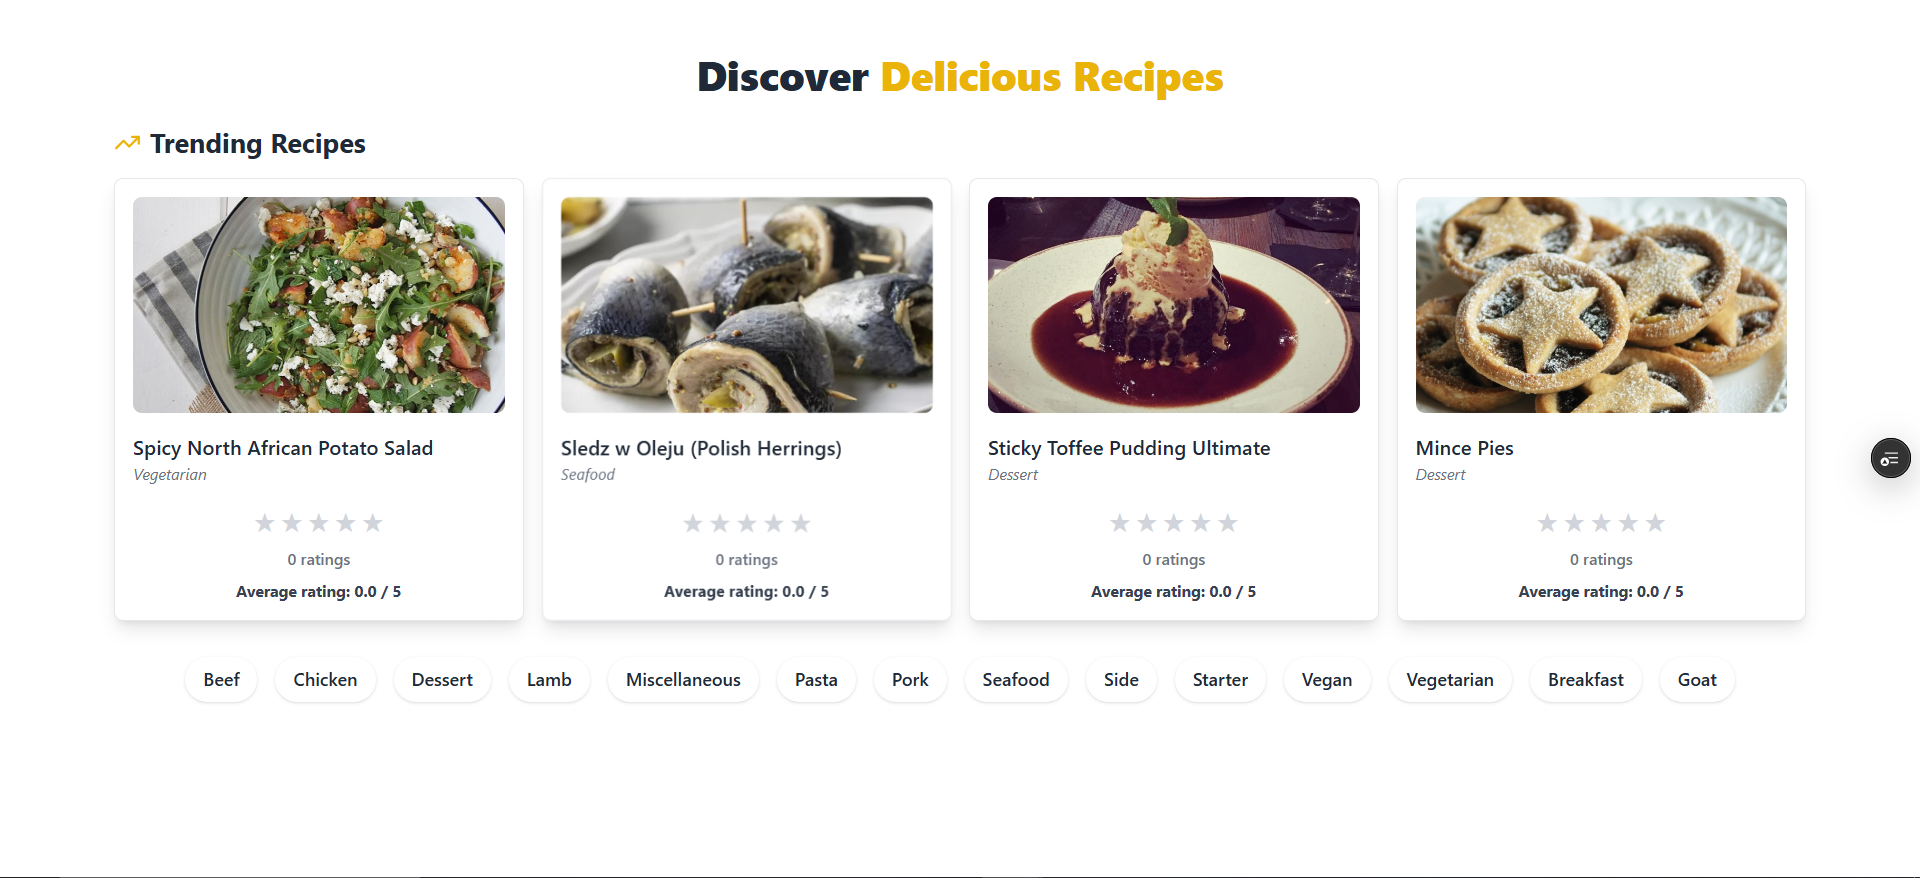 Discover Delicious Recipes
Trending Recipes
Spicy North African Potato Salad
Vegetarian
0 ratings
Average rating: 0.0 / 5
Sledz w Oleju (Polish Herrings)
Seafood
0 ratings
Average rating: 0.0 / 5
Sticky Toffee Pudding Ultimate
Dessert
0 ratings
Average rating: 0.0 / 5
Mince Pies
Dessert
0 ratings
Average rating: 0.0 / 5
Beef Chicken Dessert Lamb Miscellaneous Pasta Pork Seafood Side Starter Vegan Vegetarian Breakfast Goat